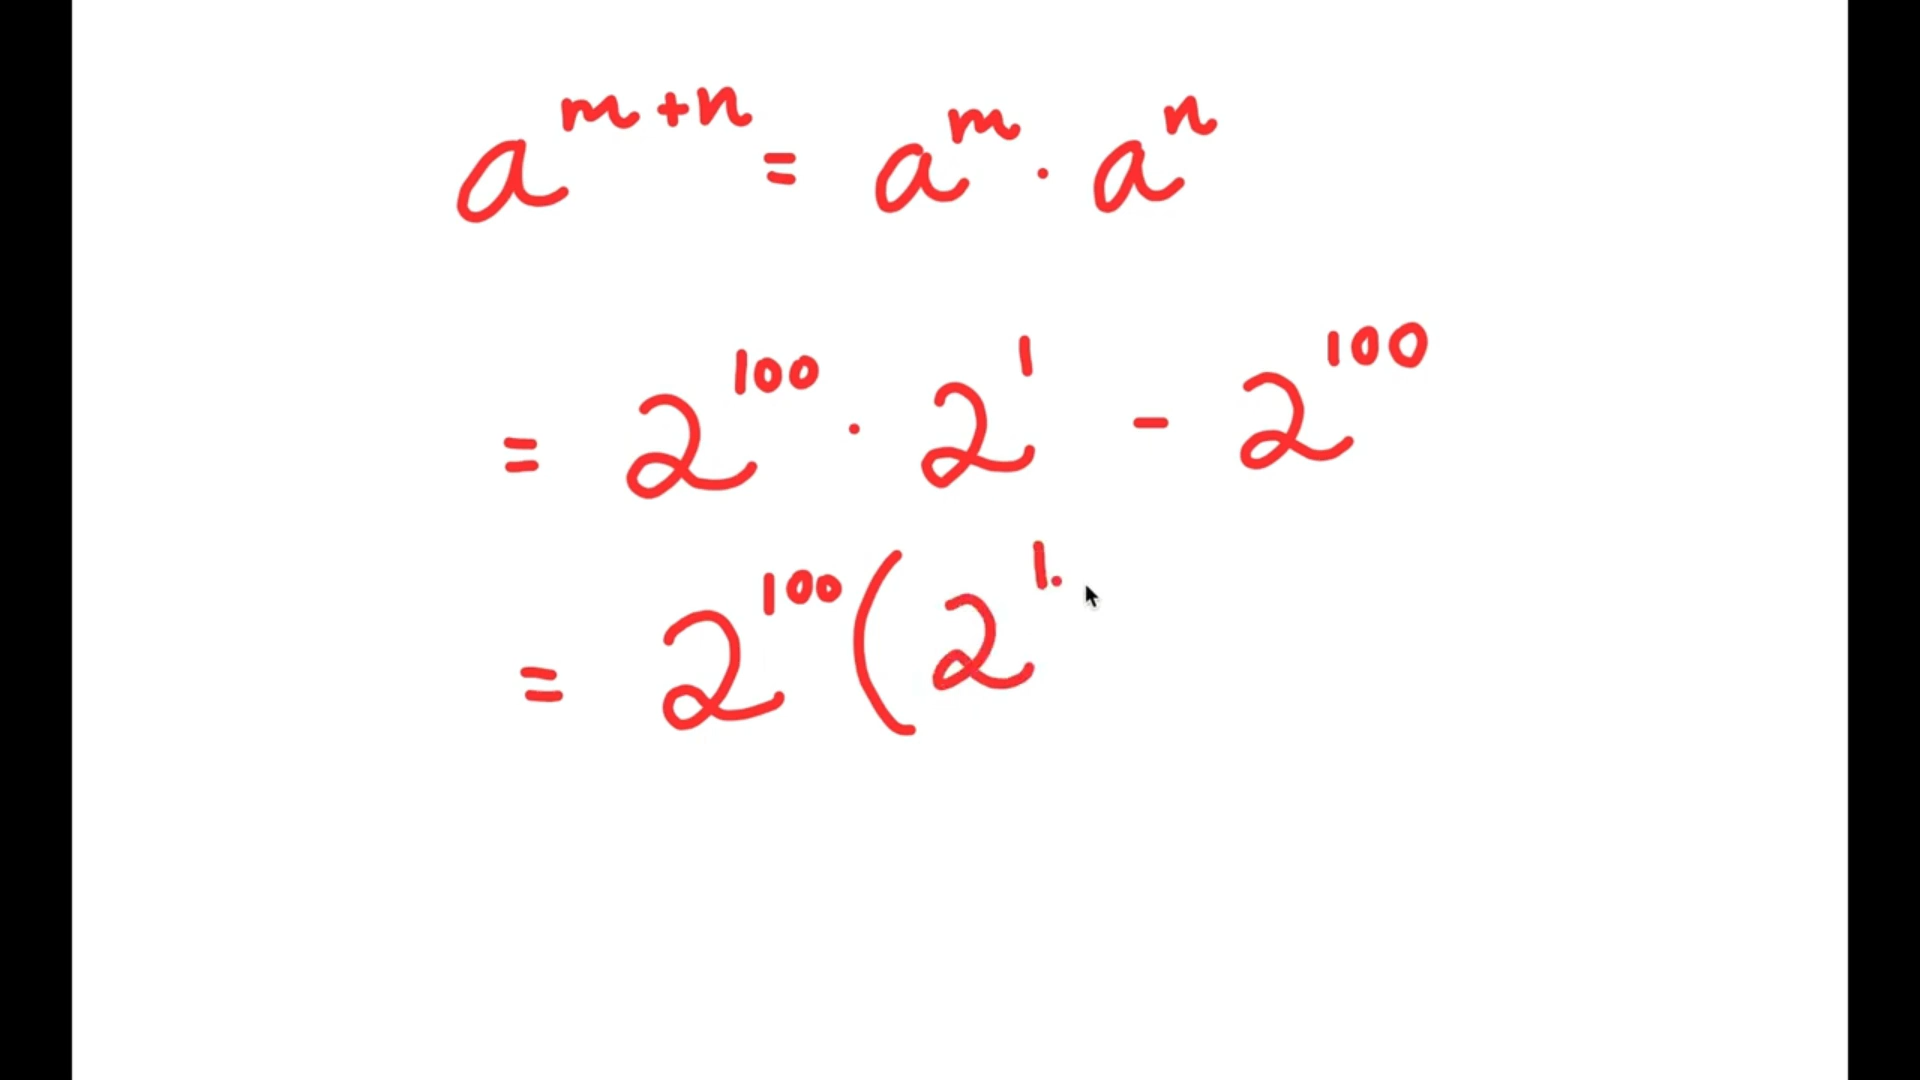 a^{m+n} = a^m · a^n
= 2^{100} · 2^1 - 2^{100}
= 2^{100} (2^{1.}